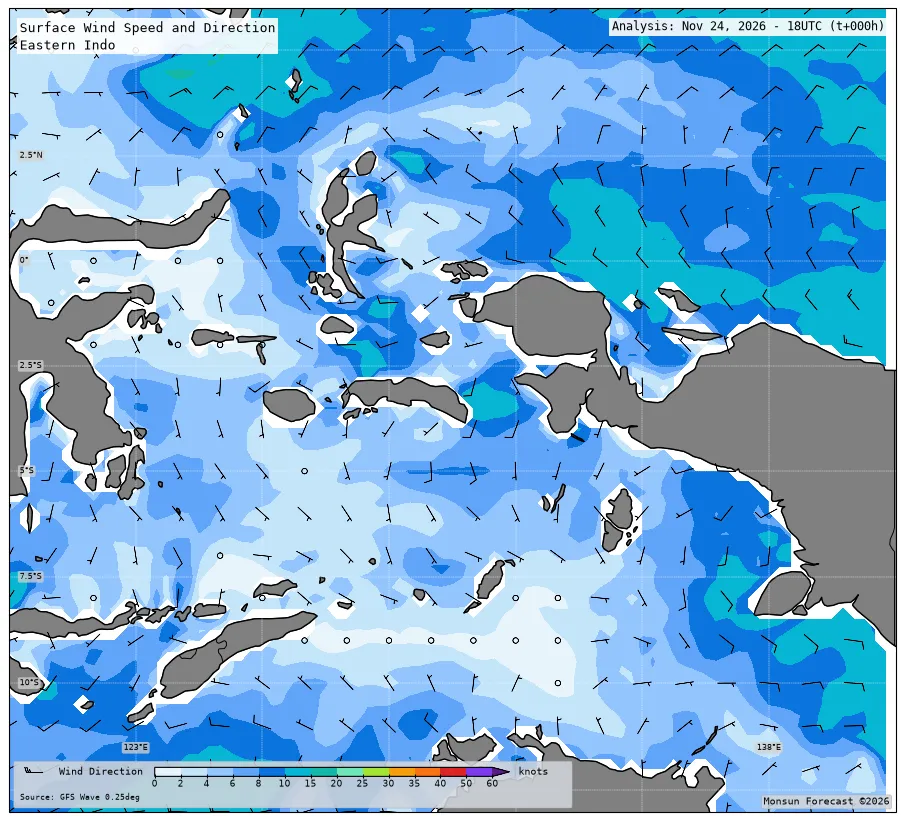 Surface Wind Speed and Direction
Eastern Indo
Analysis: Nov 24, 2026 - 18UTC (t+000h)
2.5°N
0°
2.5°S
5°S
7.5°S
10°S
123°E
138°E
Wind Direction
knots
0 2 4 6 8 10 15 20 25 30 35 40 50 60
Source: GFS Wave 0.25deg
Monsun Forecast ©2026